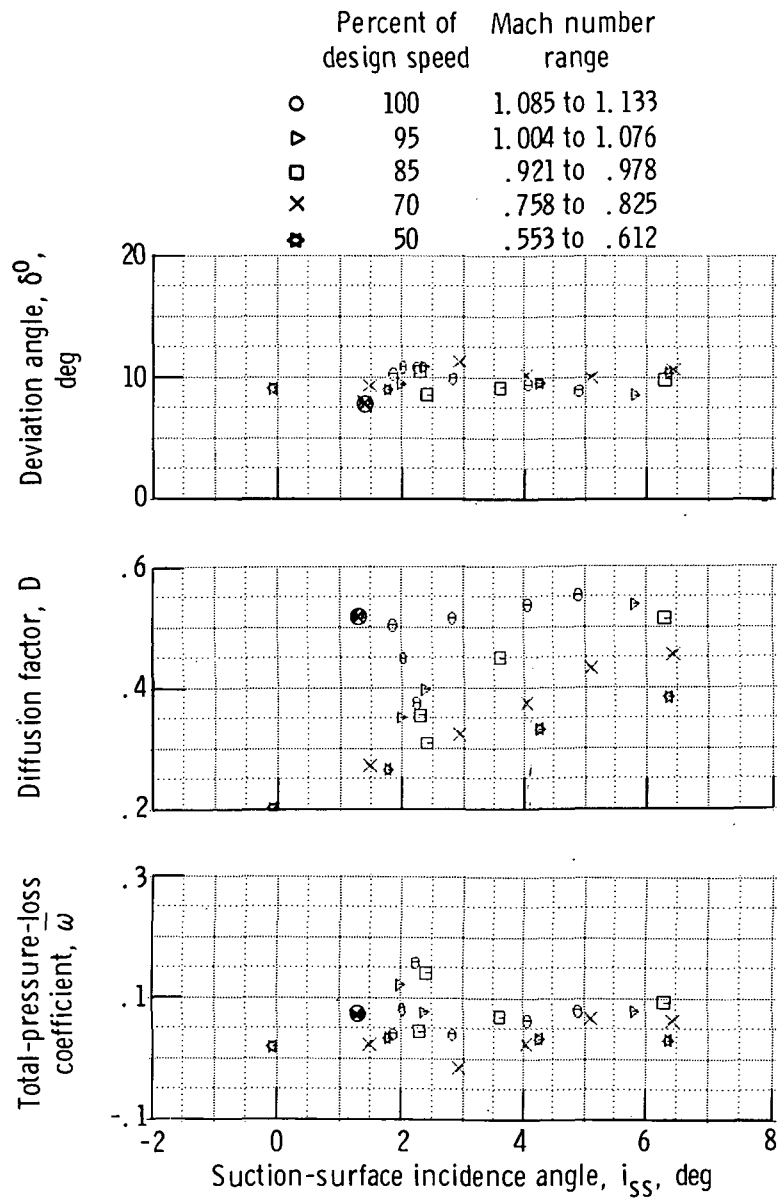 Percent of Mach number
design speed range
100 1.085 to 1.133
95 1.004 to 1.076
85 .921 to .978
70 .758 to .825
50 .553 to .612
Deviation angle, δ⁰,
deg
20
10
0
Diffusion factor, D
.6
.4
.2
Total-pressure-loss
coefficient, ω̅
.3
.1
-.1
-2 0 2 4 6 8
Suction-surface incidence angle, iss, deg